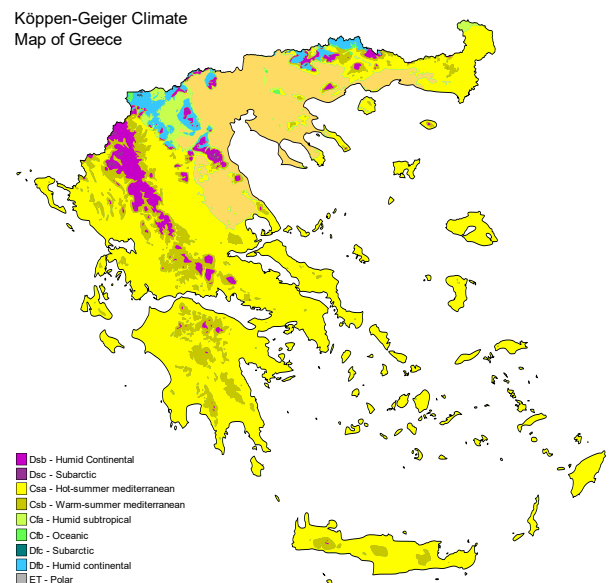 Köppen-Geiger Climate
Map of Greece
Dsb - Humid Continental
Dsc - Subarctic
Csa - Hot-summer mediterranean
Csb - Warm-summer mediterranean
Cfa - Humid subtropical
Cfb - Oceanic
Dfc - Subarctic
Dfb - Humid continental
ET - Polar